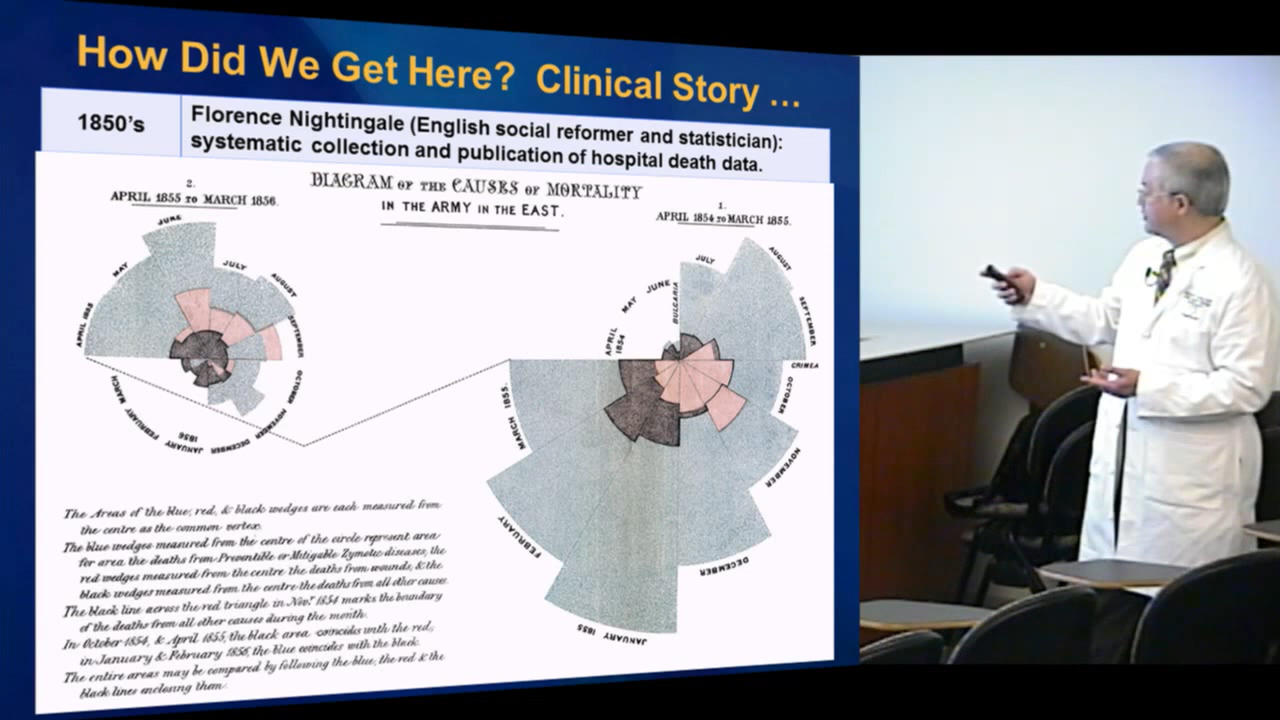 How Did We Get Here? Clinical Story ...
1850's
Florence Nightingale (English social reformer and statistician):
systematic collection and publication of hospital death data.
DIAGRAM OF THE CAUSES OF MORTALITY
IN THE ARMY IN THE EAST.
2.
APRIL 1855 TO MARCH 1856.
JUNE
MAY
JULY
AUGUST
APRIL 1855
SEPTEMBER
OCTOBER
NOVEMBER
DECEMBER
JANUARY
1856
FEBRUARY
MARCH
1.
APRIL 1854 TO MARCH 1855.
JULY
AUGUST
JUNE
BULGARIA
MAY
SEPTEMBER
APRIL
1854
CRIMEA
OCTOBER
MARCH 1855.
NOVEMBER
FEBRUARY
DECEMBER
JANUARY 1855
The Areas of the blue, red, & black wedges are each measured from
the centre as the common vertex.
The blue wedges measured from the centre of the circle represent area
for area the deaths from Preventible or Mitigable Zymotic diseases, the
red wedges measured from the centre the deaths from wounds, & the
black wedges measured from the centre the deaths from all other causes.
The black line across the red triangle in Novr. 1854 marks the boundary
of the deaths from all other causes during the month.
In October 1854, & April 1855, the black area coincides with the red,
in January & February 1856, the blue coincides with the black.
The entire areas may be compared by following the blue, the red & the
black lines enclosing them.